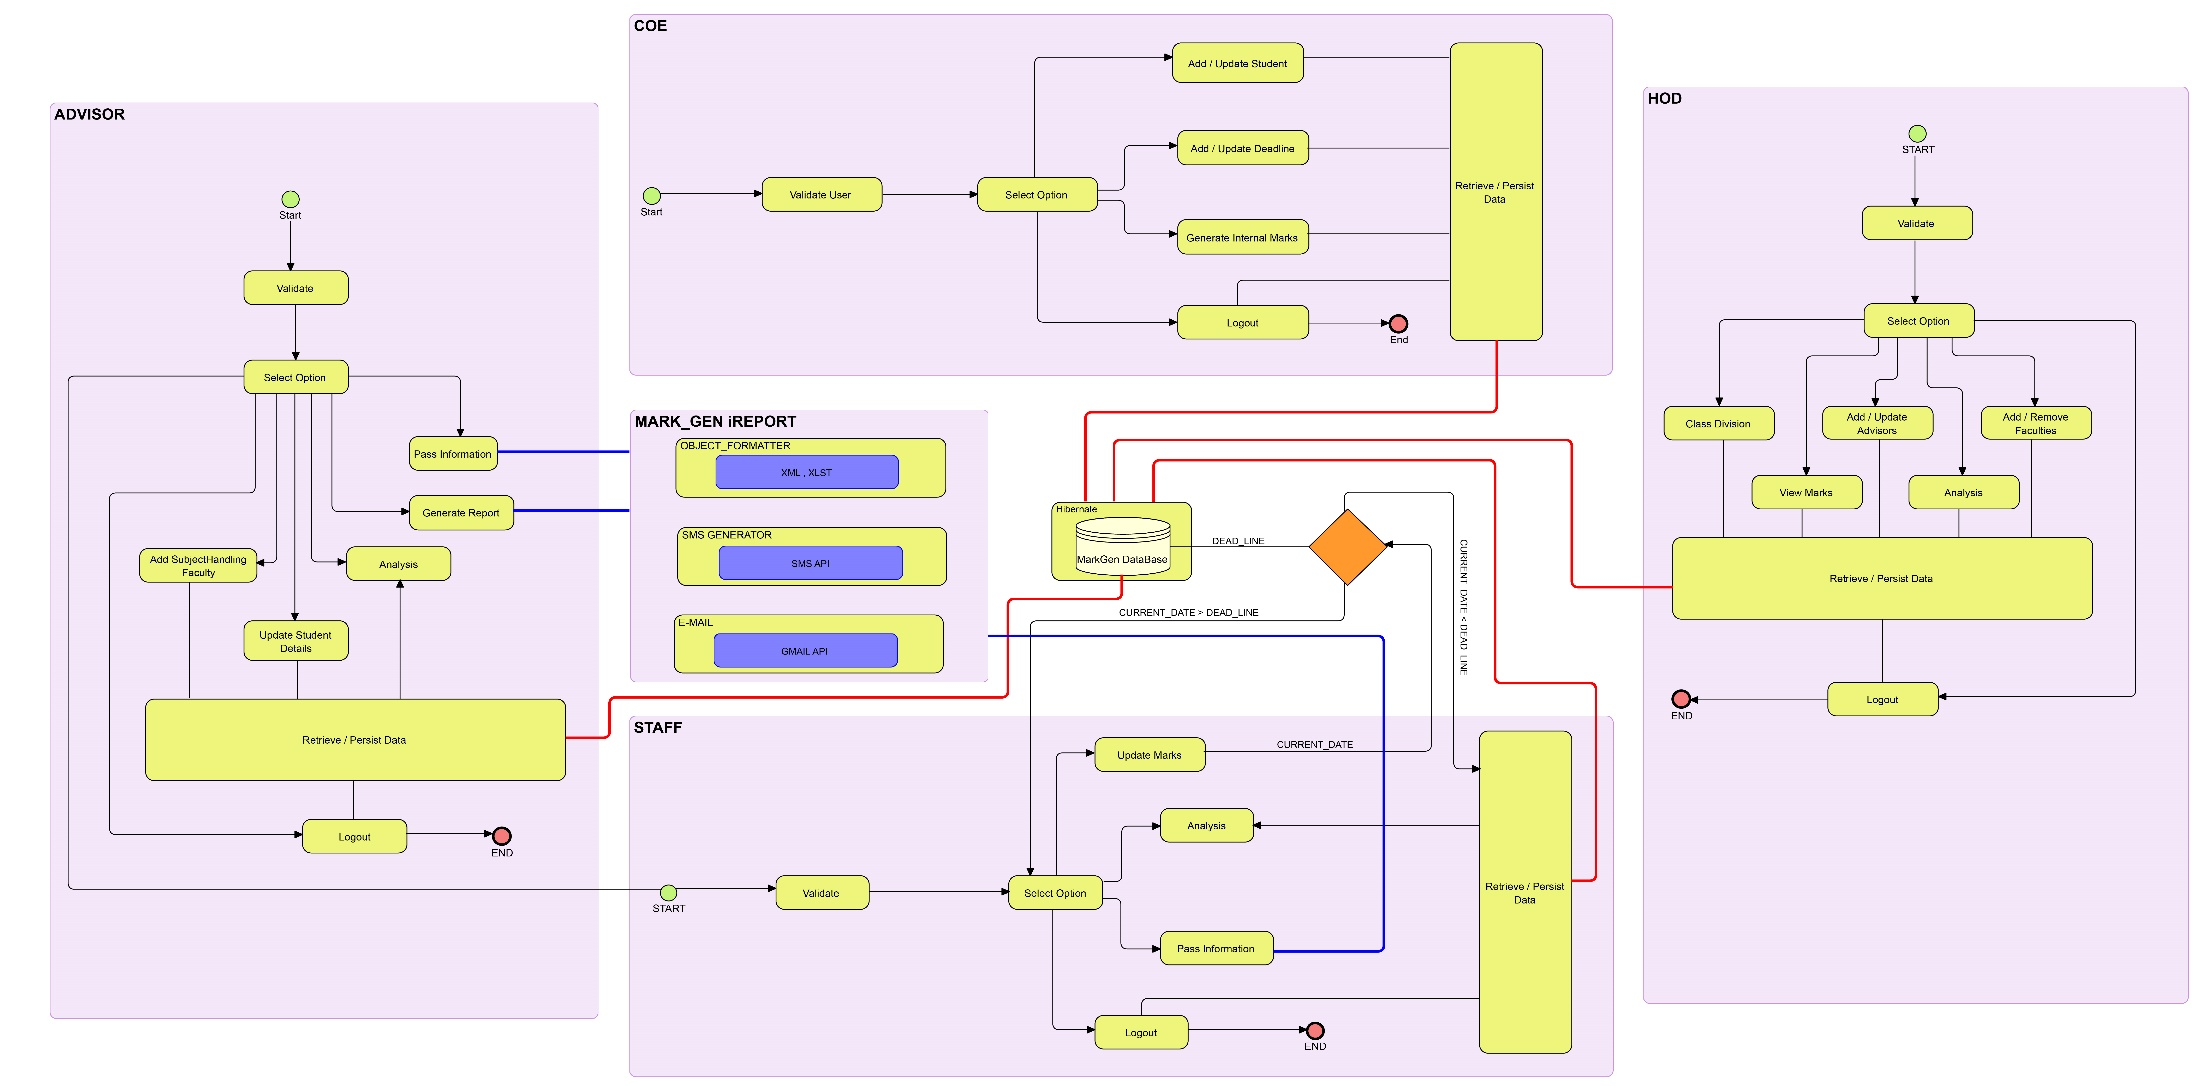 COE
Add / Update Student
Add / Update Deadline
Start
Validate User
Select Option
Retrieve / Persist
Data
Generate Internal Marks
Logout
End
ADVISOR
Start
Validate
Select Option
Pass Information
Generate Report
Add SubjectHandling
Faculty
Analysis
Update Student
Details
Retrieve / Persist Data
Logout
END
MARK_GEN iREPORT
OBJECT_FORMATTER
XML , XLST
SMS GENERATOR
SMS API
E-MAIL
GMAIL API
Hibernate
MarkGen DataBase
DEAD_LINE
CURRENT_DATE > DEAD_LINE
CURRENT_DATE < DEAD_LINE
HOD
START
Validate
Select Option
Class Division
Add / Update
Advisors
Add / Remove
Faculties
View Marks
Analysis
Retrieve / Persist Data
Logout
END
STAFF
Update Marks
CURRENT_DATE
Analysis
START
Validate
Select Option
Retrieve / Persist
Data
Pass Information
Logout
END